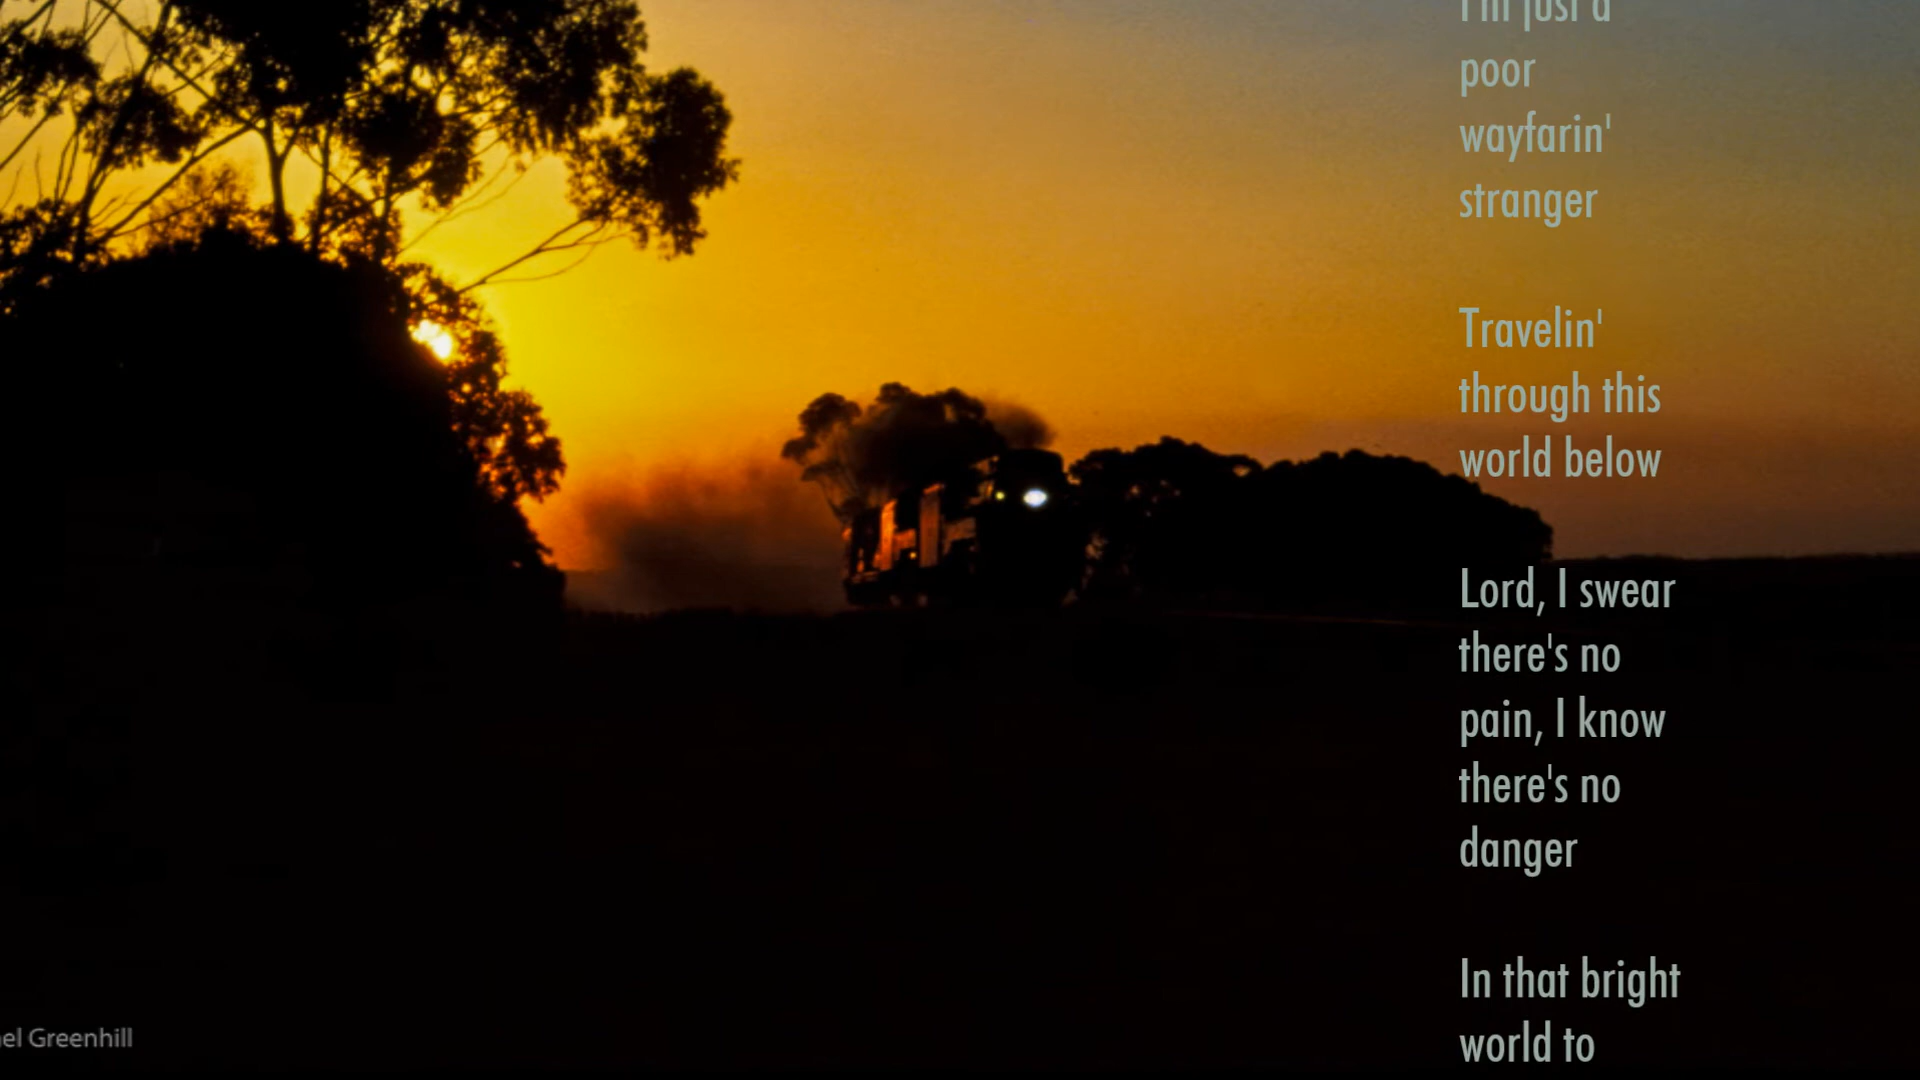 I'm just a
poor
wayfarin'
stranger
Travelin'
through this
world below
Lord, I swear
there's no
pain, I know
there's no
danger
In that bright
world to
Greenhill